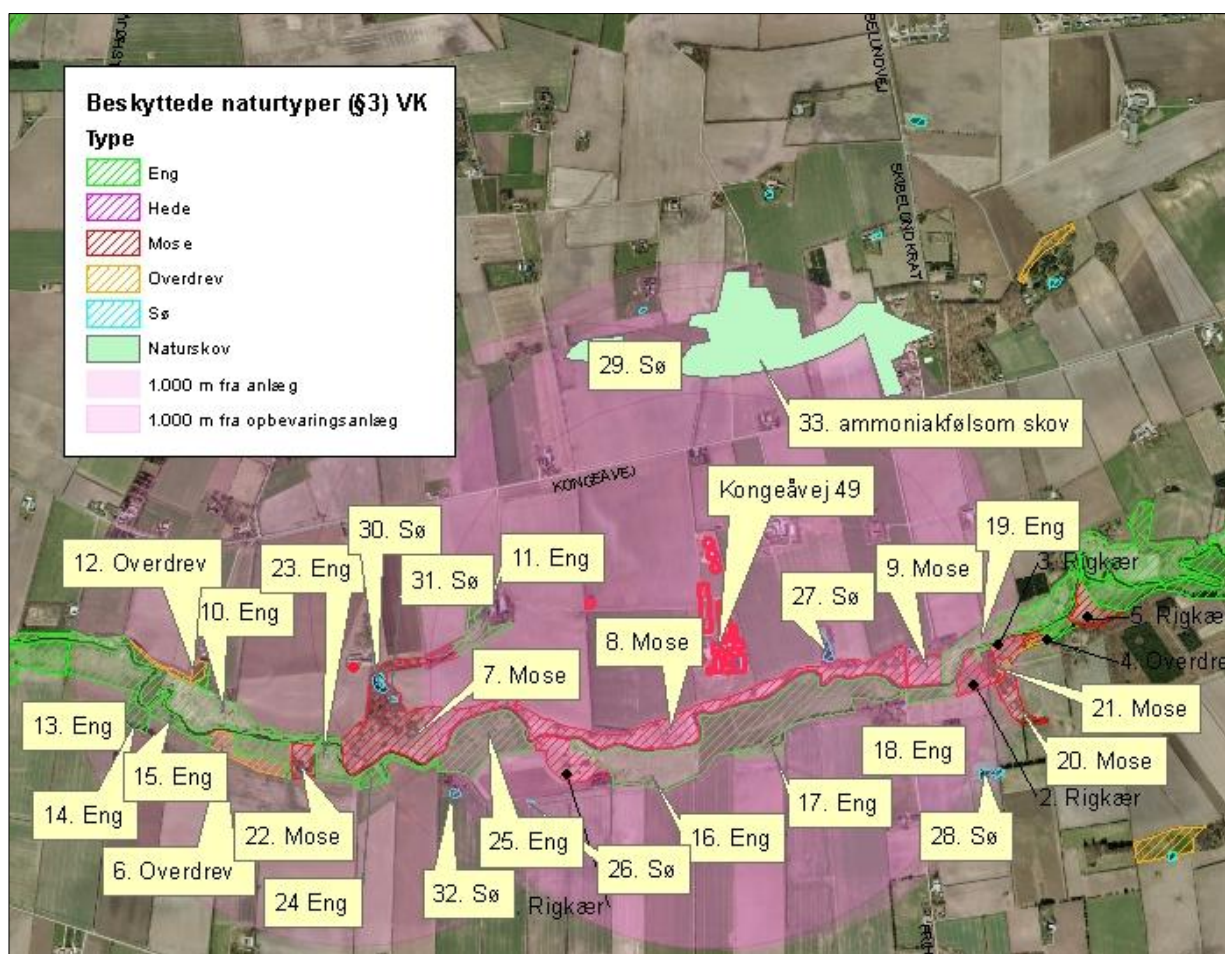 Beskyttede naturtyper (§3) VK
Type
Eng
Hede
Mose
Overdrev
Sø
Naturskov
1.000 m fra anlæg
1.000 m fra opbevaringsanlæg
SKIBELUNDKRAT
29. Sø
33. ammoniakfølsom skov
KONGEÅVEJ
Kongeåvej 49
30. Sø
19. Eng
12. Overdrev
23. Eng
31. Sø
11. Eng
3. Rigkær
10. Eng
27. Sø
9. Mose
5. Rigkæ
8. Mose
7. Mose
4. Overdre
13. Eng
21. Mose
15. Eng
18. Eng
14. Eng
20. Mose
17. Eng
2. Rigkær
22. Mose
25. Eng
16. Eng
28. Sø
6. Overdrev
26. Sø
32. Sø
24 Eng
. Rigkær